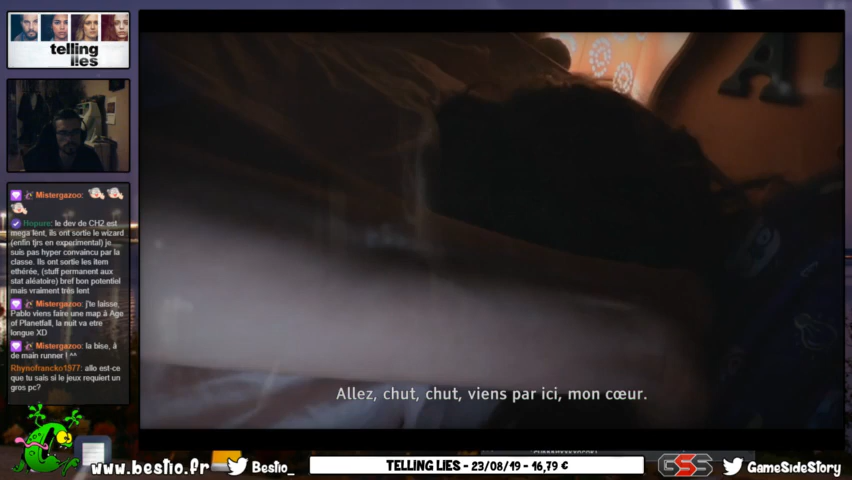 telling
lies
Mistergazoo:
Hopure: le dev de CH2 est
mega lent, ils ont sortie le wizard
(enfin tjrs en experimental) je
suis pas hyper convaincu par la
classe. Ils ont sorties les item
ethérée, (stuff permanent aux
stat aléatoire) bref bon potentiel
mais vraiment très lent
Mistergazoo: j'te laisse,
Pablo viens faire une map à Age
of Planetfall, la nuit va etre
longue XD
Mistergazoo: la bise, à
de main runner ! ^^
Rhynofrancko1977: allo est-ce
que tu sais si le jeux requiert un
gros pc?
A
Allez, chut, chut, viens par ici, mon cœur.
www.bestio.fr
Bestio_
TELLING LIES - 23/08/19 - 16,79 €
GSS
GameSideStory